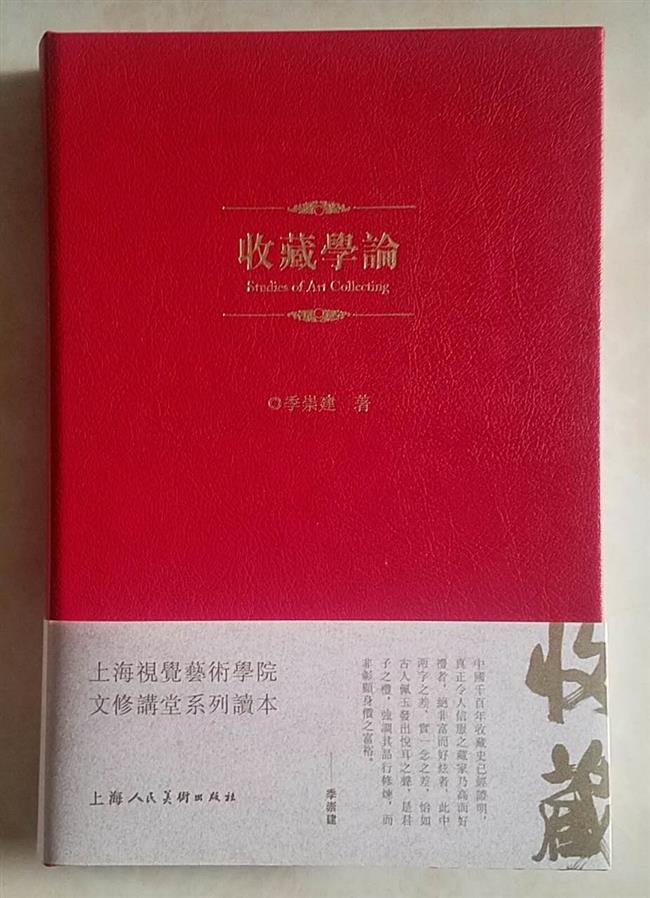 收藏學論
Studies of Art Collecting
季崇建 著
上海視覺藝術學院
文修講堂系列讀本
上海人民美術出版社
中國千百年收藏史已經證明，
真正令人信服之藏家乃高而好
禮者，絕非富而好炫者，此中
兩字之差，實一念之差，恰如
古人佩玉發出悅耳之聲，是科
子之禮，強調其品行修煉，而
非彰顯身價之富裕。
——季崇建
收藏